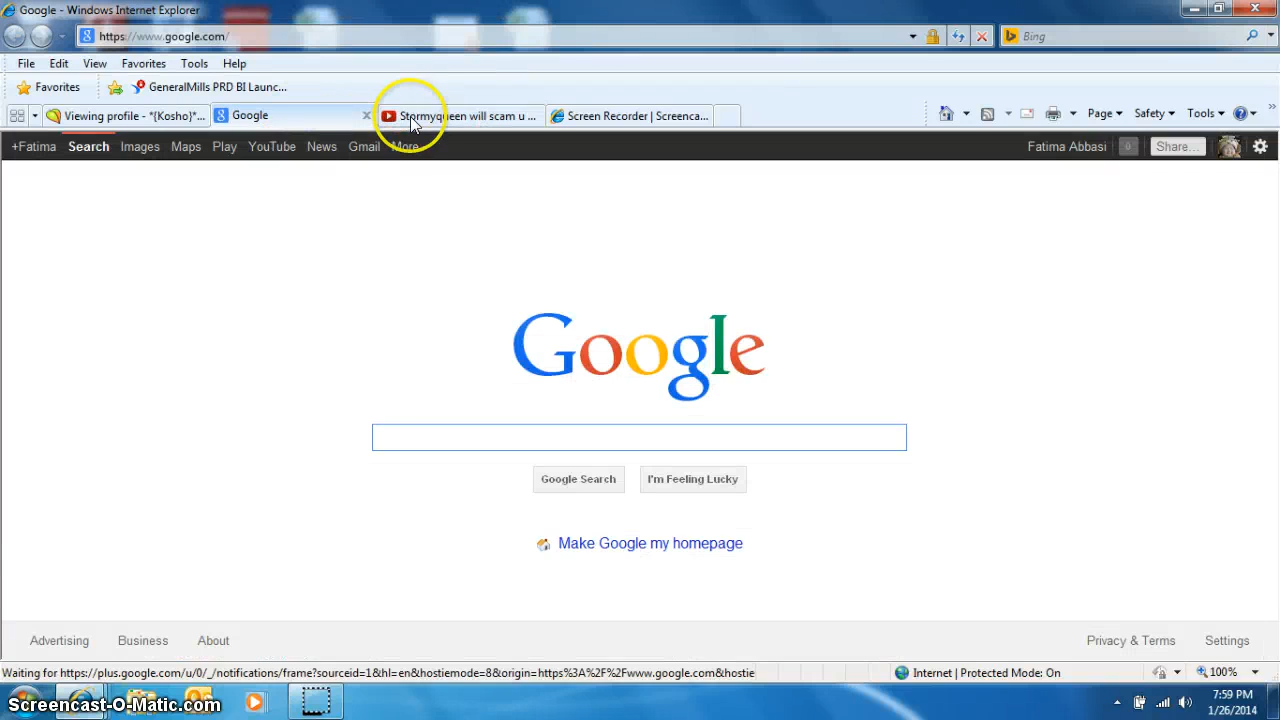 Google - Windows Internet Explorer
https://www.google.com/
Bing
File Edit View Favorites Tools Help
Favorites GeneralMills PRD BI Launc...
Viewing profile - *[Kosho]*... Google Stormyqueen will scam u ... Screen Recorder | Screenca... Page Safety Tools
+Fatima Search Images Maps Play YouTube News Gmail More Fatima Abbasi 0 Share...
Google
Google Search I'm Feeling Lucky
Make Google my homepage
Advertising Business About Privacy & Terms Settings
Waiting for https://plus.google.com/u/0/_/notifications/frame?sourceid=1&hl=en&hostiemode=8&origin=https%3A%2F%2Fwww.google.com&hostie Internet | Protected Mode: On 100%
7:59 PM
Screencast-O-Matic.com
1/26/2014